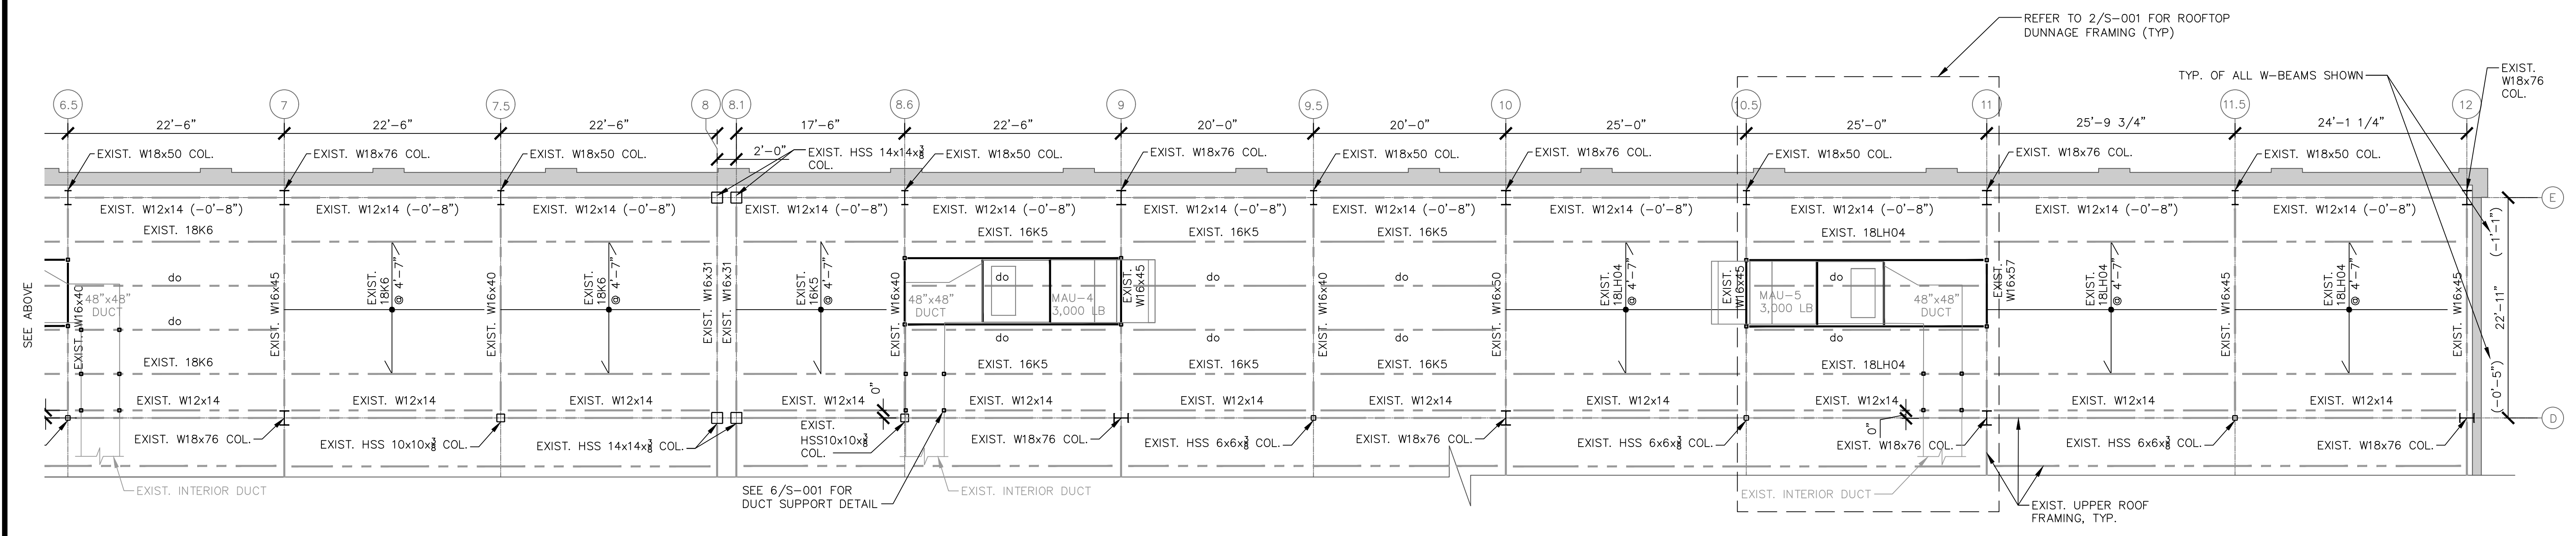 REFER TO 2/S-001 FOR ROOFTOP
DUNNAGE FRAMING (TYP)
TYP. OF ALL W-BEAMS SHOWN
EXIST.
W18x76
COL.
6.5
7
7.5
8
8.1
8.6
9
9.5
10
10.5
11
11.5
12
22'-6"
22'-6"
22'-6"
17'-6"
22'-6"
20'-0"
20'-0"
25'-0"
25'-0"
25'-9 3/4"
24'-1 1/4"
2'-0"
EXIST. W18x50 COL.
EXIST. W18x76 COL.
EXIST. W18x50 COL.
EXIST. HSS 14x14x3/8
COL.
EXIST. W18x50 COL.
EXIST. W18x76 COL.
EXIST. W18x50 COL.
EXIST. W18x76 COL.
EXIST. W18x50 COL.
EXIST. W18x76 COL.
EXIST. W18x50 COL.
EXIST. W12x14 (-0'-8")
EXIST. W12x14 (-0'-8")
EXIST. W12x14 (-0'-8")
EXIST. W12x14 (-0'-8")
EXIST. W12x14 (-0'-8")
EXIST. W12x14 (-0'-8")
EXIST. W12x14 (-0'-8")
EXIST. W12x14 (-0'-8")
EXIST. W12x14 (-0'-8")
EXIST. W12x14 (-0'-8")
EXIST. W12x14 (-0'-8")
E
EXIST. 18K6
EXIST. 16K5
EXIST. 16K5
EXIST. 16K5
EXIST. 18LH04
(-1'-1")
22'-11"
(-0'-5")
SEE ABOVE
EXIST. W16x40
48"x48"
DUCT
do
do
EXIST. W16x45
EXIST.
18K6
@ 4'-7"
EXIST. W16x40
EXIST.
18K6
@ 4'-7"
EXIST. W16x31
EXIST. W16x31
EXIST.
16K5
@ 4'-7"
EXIST. W16x40
48"x48"
DUCT
do
MAU-4
3,000 LB
EXIST.
W16x45
do
do
do
EXIST. W16x40
do
do
EXIST. W16x50
EXIST.
18LH04
@ 4'-7"
EXIST.
W16x45
MAU-5
3,000 LB
do
48"x48"
DUCT
do
EXIST.
W16x57
EXIST.
18LH04
@ 4'-7"
EXIST. W16x45
EXIST.
18LH04
@ 4'-7"
EXIST. W16x45
EXIST. 18K6
EXIST. 16K5
EXIST. 16K5
EXIST. 16K5
EXIST. 18LH04
EXIST. W12x14
EXIST. W12x14
EXIST. W12x14
EXIST. W12x14
0"
EXIST. W12x14
EXIST. W12x14
EXIST. W12x14
EXIST. W12x14
EXIST. W12x14
0"
EXIST. W12x14
EXIST. W12x14
D
EXIST. W18x76 COL.
EXIST. HSS 10x10x3/8 COL.
EXIST. HSS 14x14x3/8 COL.
EXIST.
HSS10x10x3/8
COL.
EXIST. W18x76 COL.
EXIST. HSS 6x6x3/8 COL.
EXIST. W18x76 COL.
EXIST. HSS 6x6x3/8 COL.
EXIST. W18x76 COL.
EXIST. HSS 6x6x3/8 COL.
EXIST. W18x76 COL.
EXIST. INTERIOR DUCT
SEE 6/S-001 FOR
DUCT SUPPORT DETAIL
EXIST. INTERIOR DUCT
EXIST. INTERIOR DUCT
EXIST. UPPER ROOF
FRAMING, TYP.